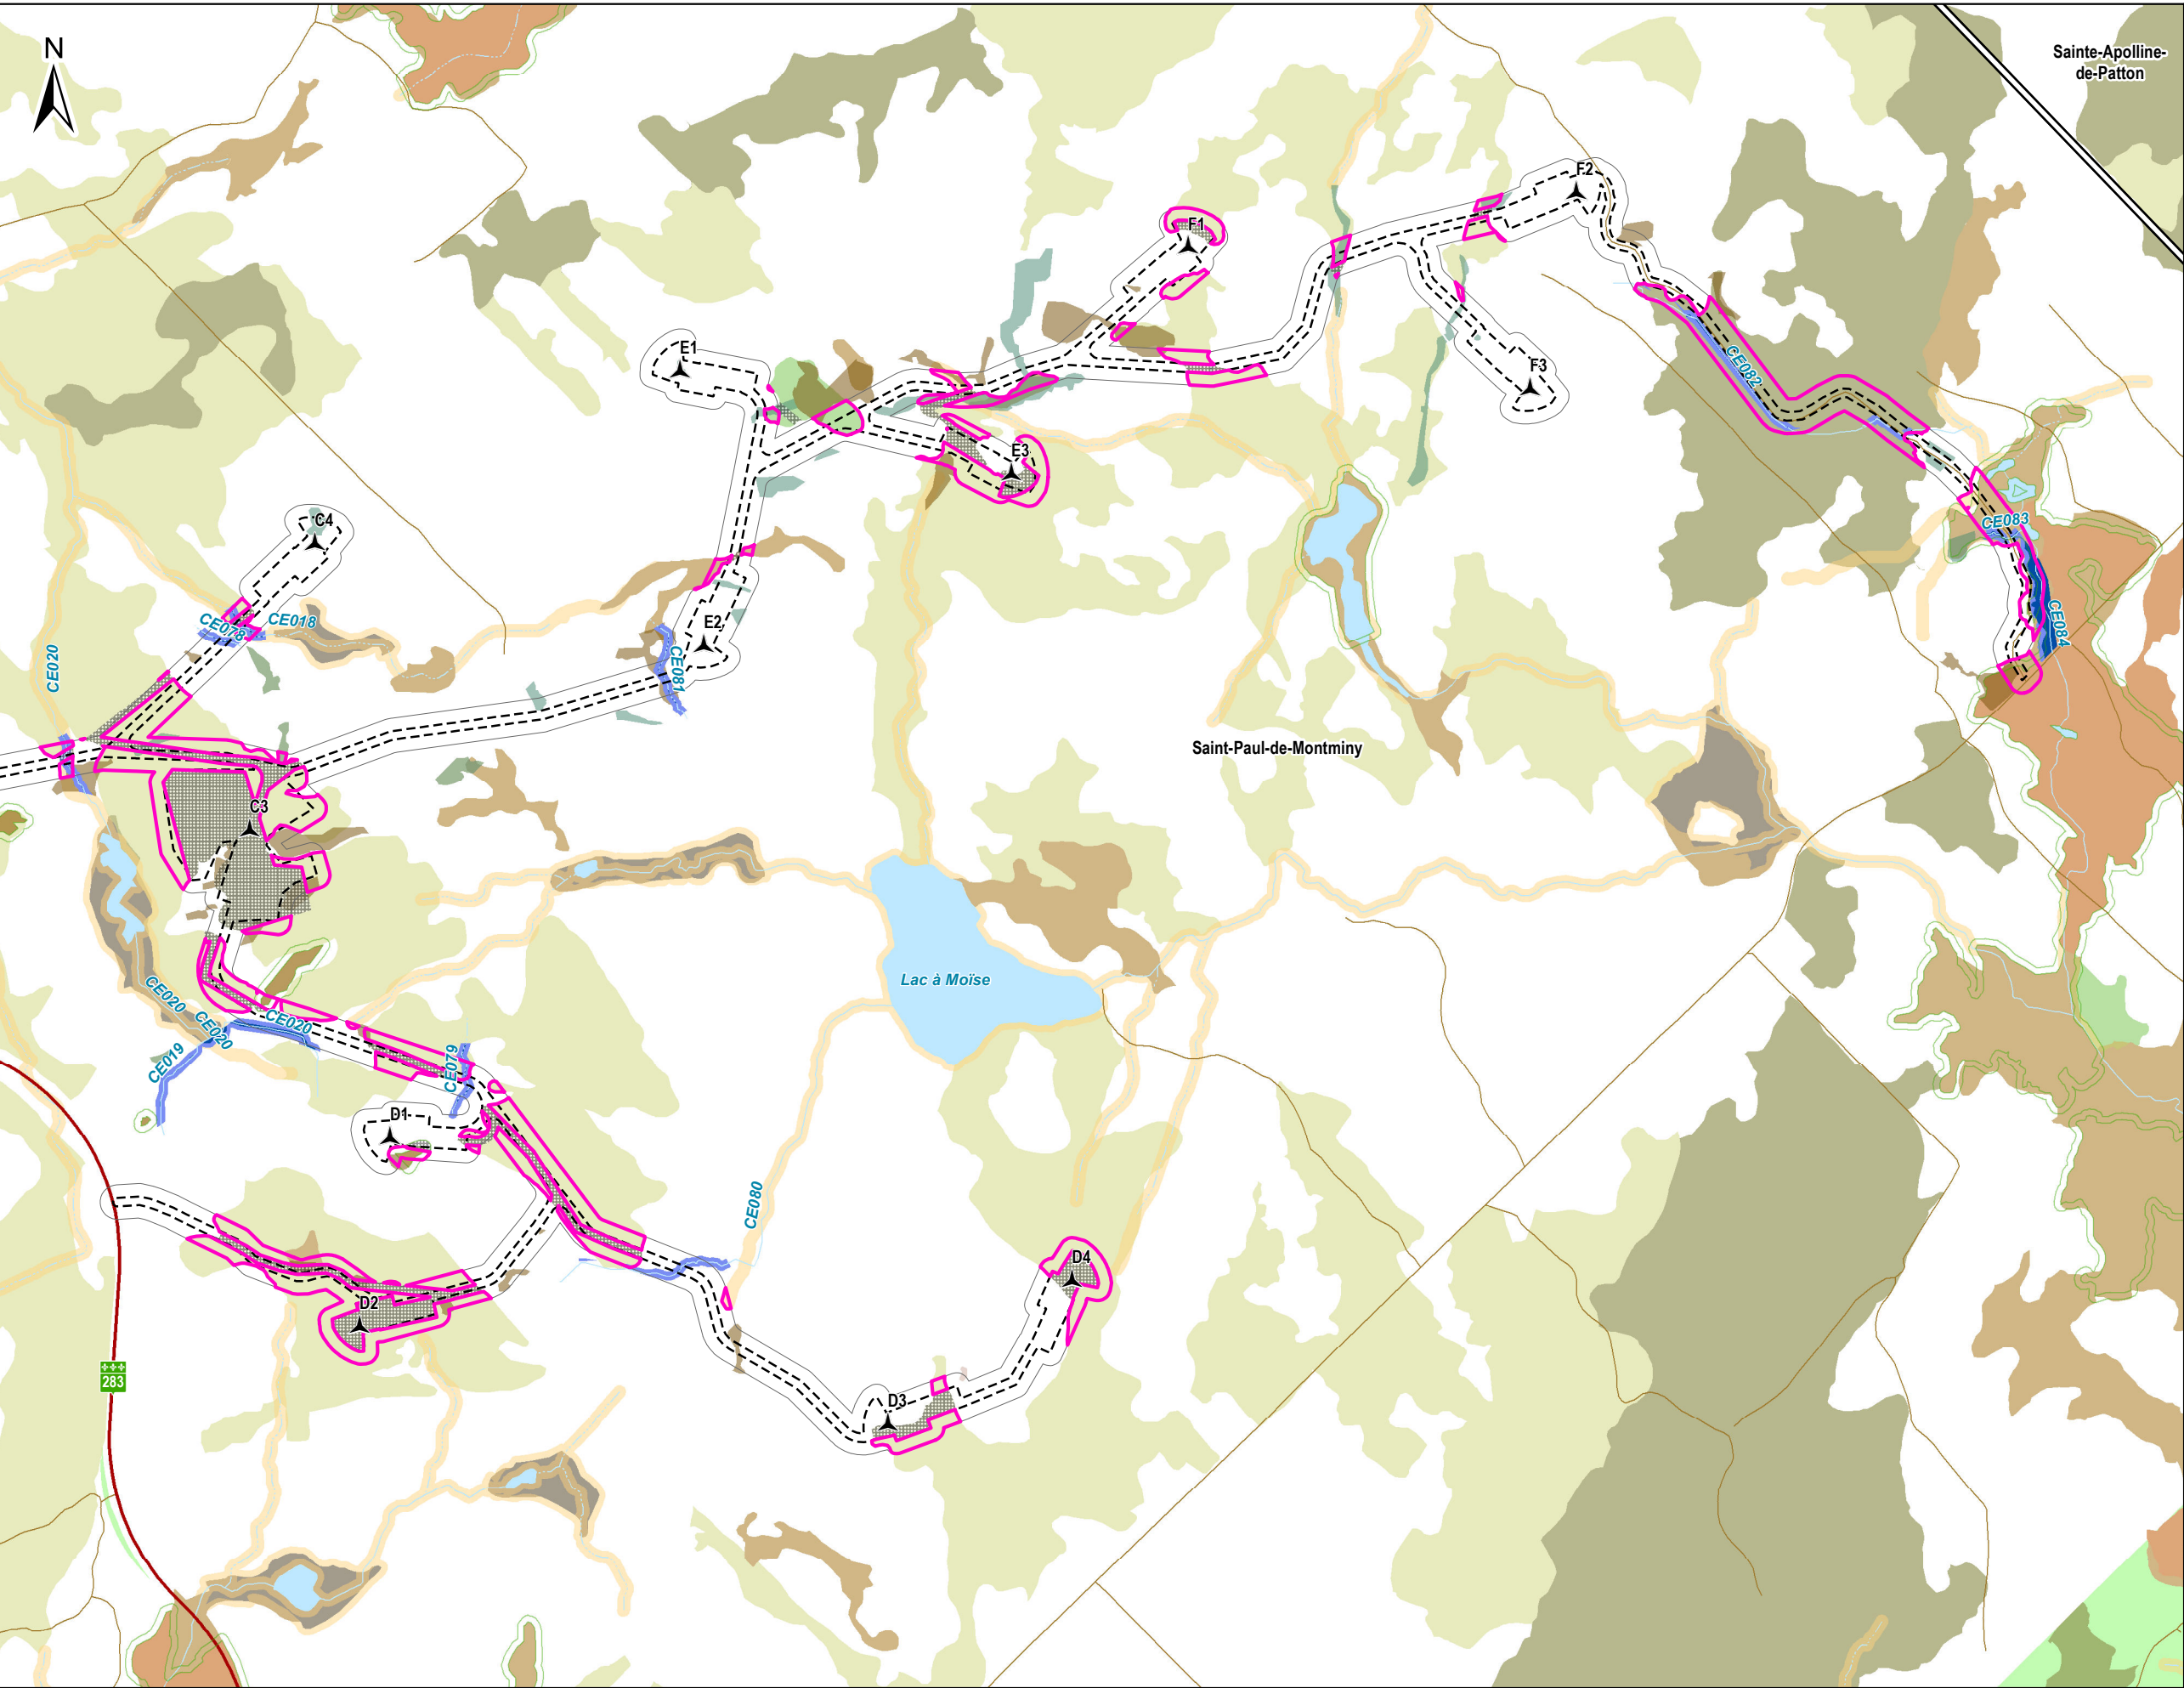 N
Sainte-Apolline-
de-Patton
F2
F1
E1
F3
CE082
E3
C4
CE083
CE078
CE018
E2
CE084
CE020
CE081
Saint-Paul-de-Montminy
C3
Lac à Moïse
CE020
CE020
CE020
CE019
CE079
D1
CE080
D4
D2
283
D3